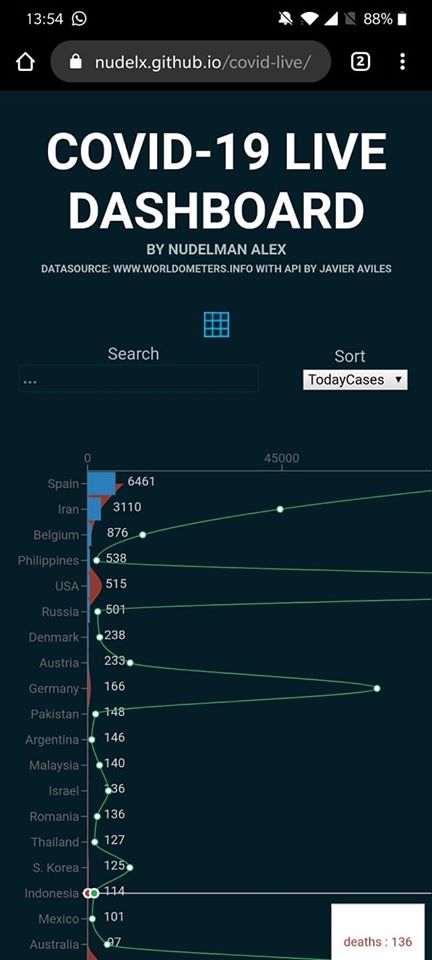 13:54 88%
nudelx.github.io/covid-live/ 2
COVID-19 LIVE
DASHBOARD
BY NUDELMAN ALEX
DATASOURCE: WWW.WORLDOMETERS.INFO WITH API BY JAVIER AVILES
Search Sort
... TodayCases
0 45000
Spain 6461
Iran 3110
Belgium 876
Philippines 538
USA 515
Russia 501
Denmark 238
Austria 233
Germany 166
Pakistan 148
Argentina 146
Malaysia 140
Israel 136
Romania 136
Thailand 127
S. Korea 125
Indonesia 114
Mexico 101
Australia 97
deaths : 136